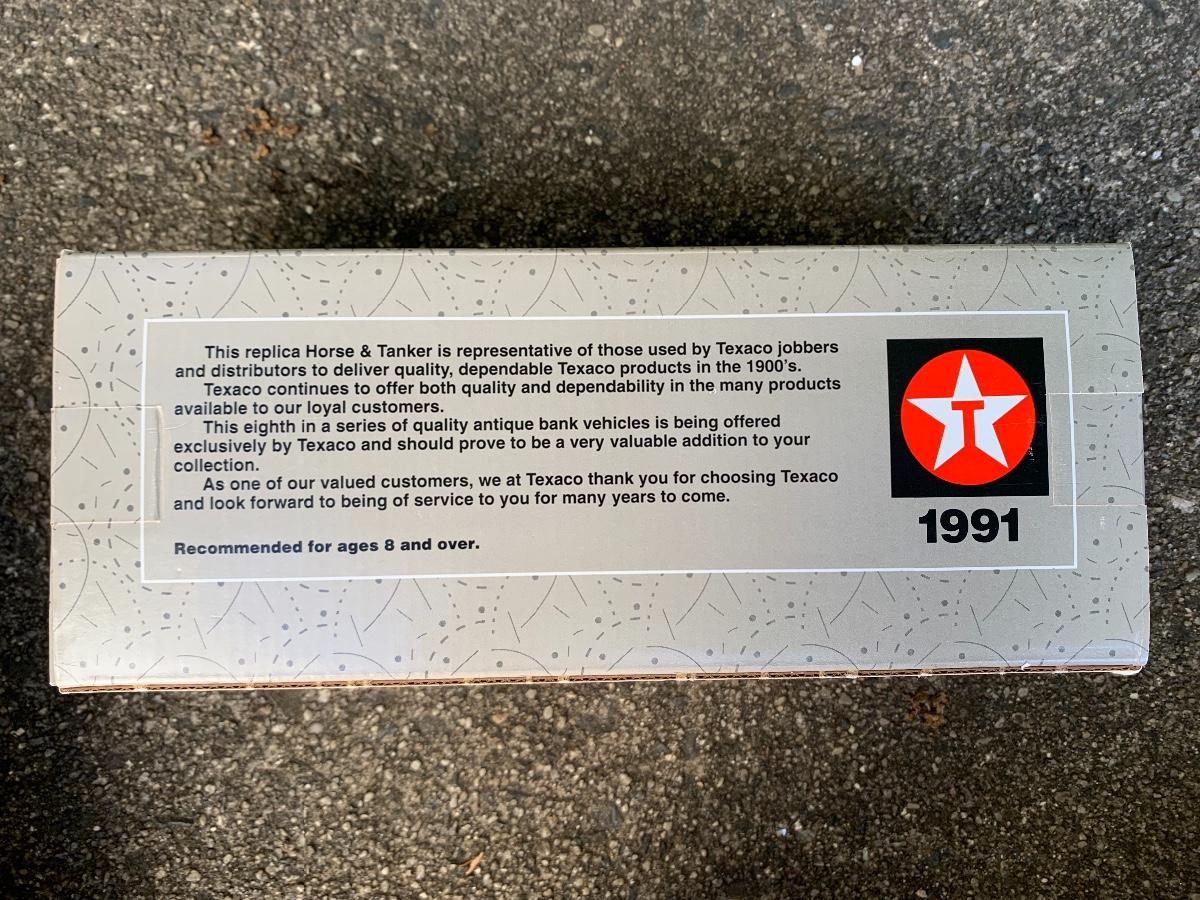 This replica Horse & Tanker is representative of those used by Texaco jobbers
and distributors to deliver quality, dependable Texaco products in the 1900's.
Texaco continues to offer both quality and dependability in the many products
available to our loyal customers.
This eighth in a series of quality antique bank vehicles is being offered
exclusively by Texaco and should prove to be a very valuable addition to your
collection.
As one of our valued customers, we at Texaco thank you for choosing Texaco
and look forward to being of service to you for many years to come.
Recommended for ages 8 and over.
T
1991